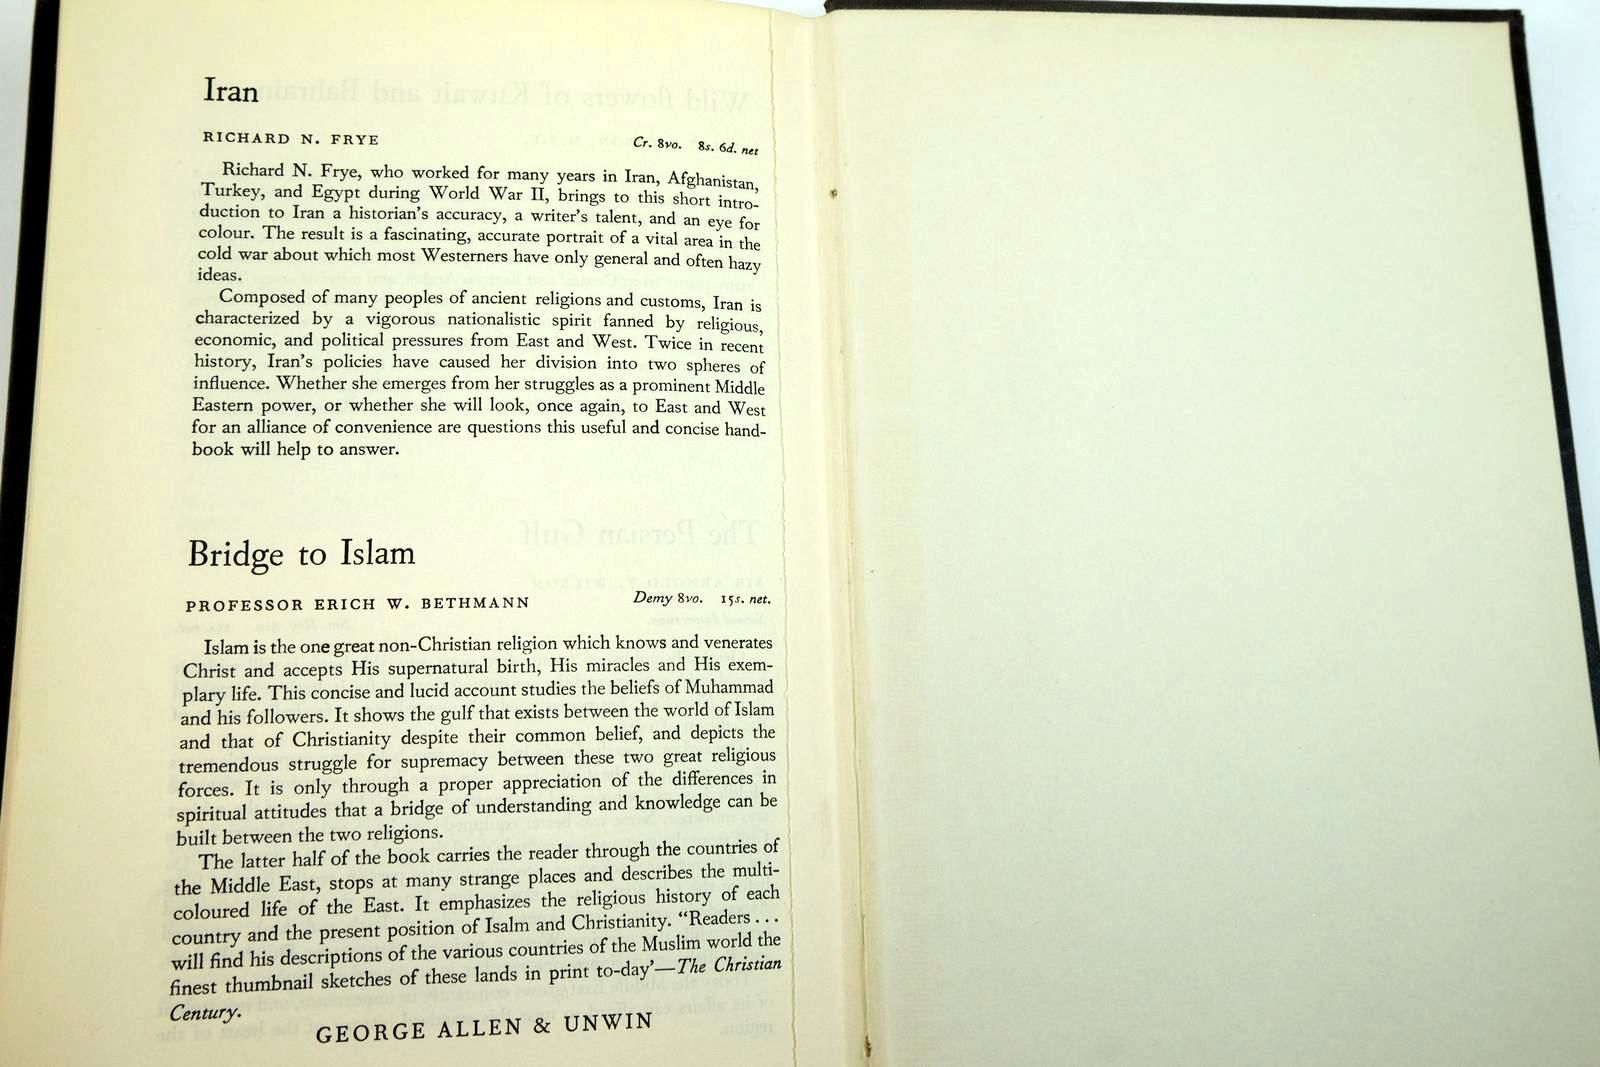 Iran
RICHARD N. FRYE Cr. 8vo. 8s. 6d. net
Richard N. Frye, who worked for many years in Iran, Afghanistan,
Turkey, and Egypt during World War II, brings to this short intro-
duction to Iran a historian's accuracy, a writer's talent, and an eye for
colour. The result is a fascinating, accurate portrait of a vital area in the
cold war about which most Westerners have only general and often hazy
ideas.
Composed of many peoples of ancient religions and customs, Iran is
characterized by a vigorous nationalistic spirit fanned by religious,
economic, and political pressures from East and West. Twice in recent
history, Iran's policies have caused her division into two spheres of
influence. Whether she emerges from her struggles as a prominent Middle
Eastern power, or whether she will look, once again, to East and West
for an alliance of convenience are questions this useful and concise hand-
book will help to answer.
Bridge to Islam
PROFESSOR ERICH W. BETHMANN Demy 8vo. 15s. net.
Islam is the one great non-Christian religion which knows and venerates
Christ and accepts His supernatural birth, His miracles and His exem-
plary life. This concise and lucid account studies the beliefs of Muhammad
and his followers. It shows the gulf that exists between the world of Islam
and that of Christianity despite their common belief, and depicts the
tremendous struggle for supremacy between these two great religious
forces. It is only through a proper appreciation of the differences in
spiritual attitudes that a bridge of understanding and knowledge can be
built between the two religions.
The latter half of the book carries the reader through the countries of
the Middle East, stops at many strange places and describes the multi-
coloured life of the East. It emphasizes the religious history of each
country and the present position of Isalm and Christianity. "Readers . . .
will find his descriptions of the various countries of the Muslim world the
finest thumbnail sketches of these lands in print to-day'—The Christian
Century.
GEORGE ALLEN & UNWIN